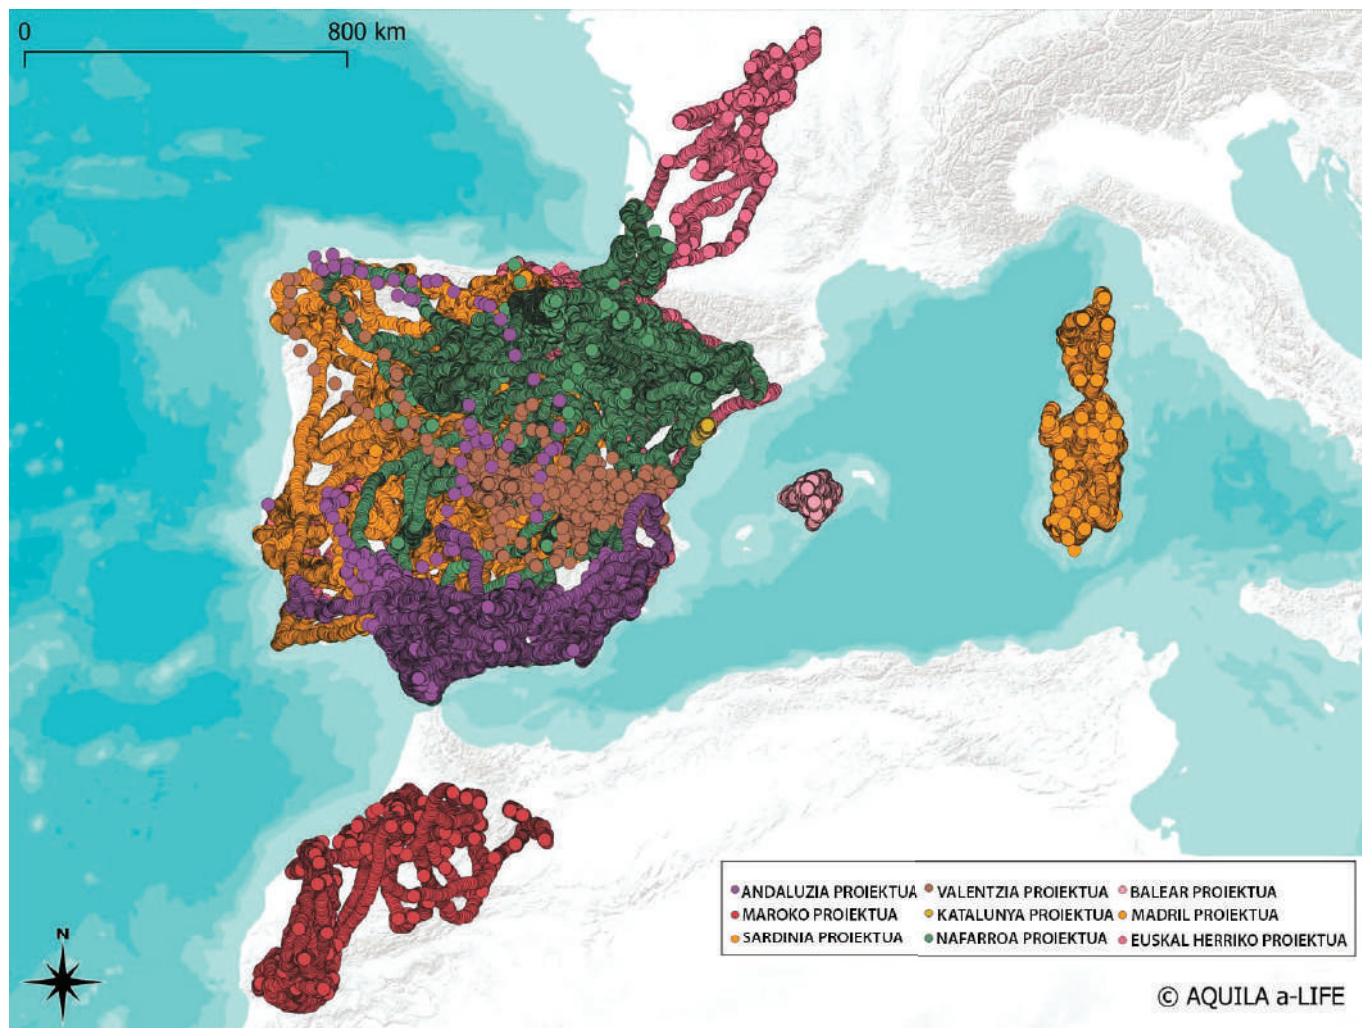 0 800 km
ANDALUZIA PROIEKTUA VALENTZIA PROIEKTUA BALEAR PROIEKTUA
MAROKO PROIEKTUA KATALUNYA PROIEKTUA MADRIL PROIEKTUA
SARDINIA PROIEKTUA NAFARROA PROIEKTUA EUSKAL HERRIKO PROIEKTUA
N
© AQUILA a-LIFE